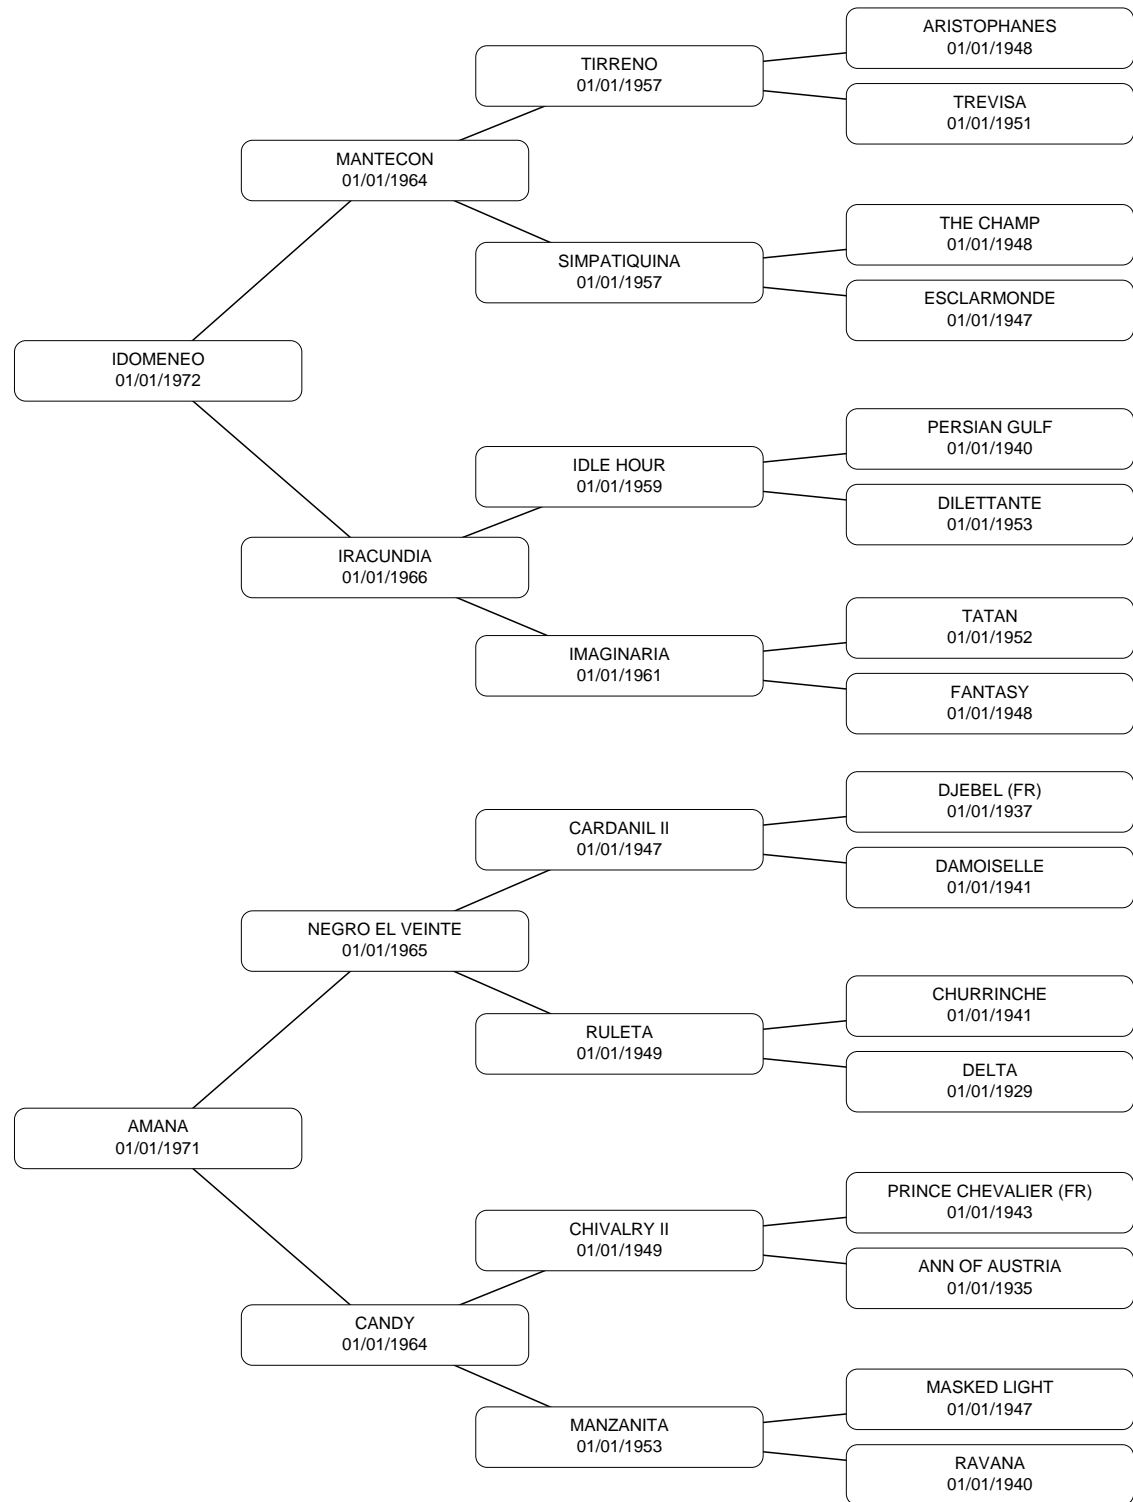 ARISTOPHANES
01/01/1948
TIRRENO
01/01/1957
TREVISA
01/01/1951
MANTECON
01/01/1964
THE CHAMP
01/01/1948
SIMPATIQUINA
01/01/1957
ESCLARMONDE
01/01/1947
IDOMENEO
01/01/1972
PERSIAN GULF
01/01/1940
IDLE HOUR
01/01/1959
DILETTANTE
01/01/1953
IRACUNDIA
01/01/1966
TATAN
01/01/1952
IMAGINARIA
01/01/1961
FANTASY
01/01/1948
DJEBEL (FR)
01/01/1937
CARDANIL II
01/01/1947
DAMOISELLE
01/01/1941
NEGRO EL VEINTE
01/01/1965
CHURRINCHE
01/01/1941
RULETA
01/01/1949
DELTA
01/01/1929
AMANA
01/01/1971
PRINCE CHEVALIER (FR)
01/01/1943
CHIVALRY II
01/01/1949
ANN OF AUSTRIA
01/01/1935
CANDY
01/01/1964
MASKED LIGHT
01/01/1947
MANZANITA
01/01/1953
RAVANA
01/01/1940